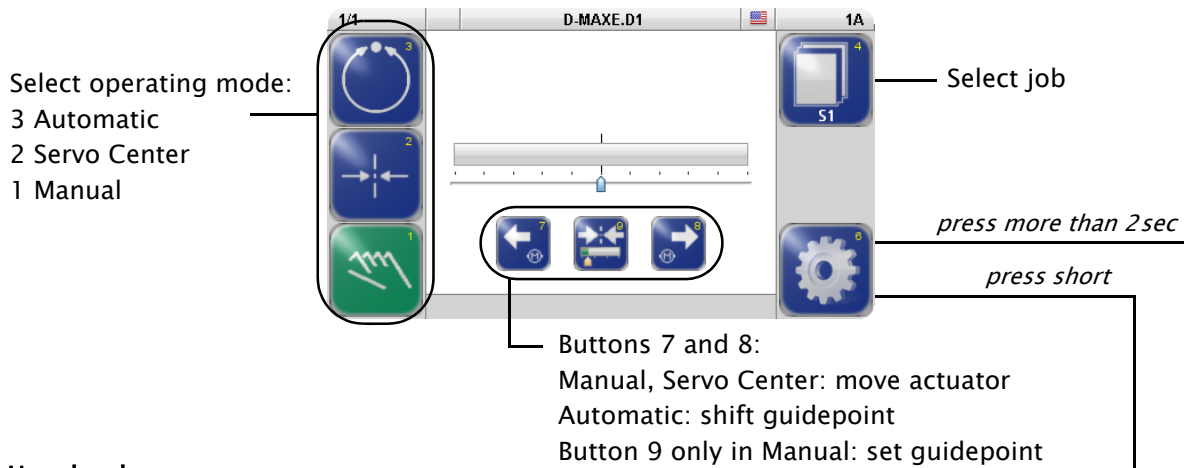 1/1 D-MAXE.D1 1A
3
4
Select operating mode:
3 Automatic
2 Servo Center
1 Manual
Select job
S1
2
press more than 2 sec
1
7
9
8
6
M
M
press short
Buttons 7 and 8:
Manual, Servo Center: move actuator
Automatic: shift guidepoint
Button 9 only in Manual: set guidepoint